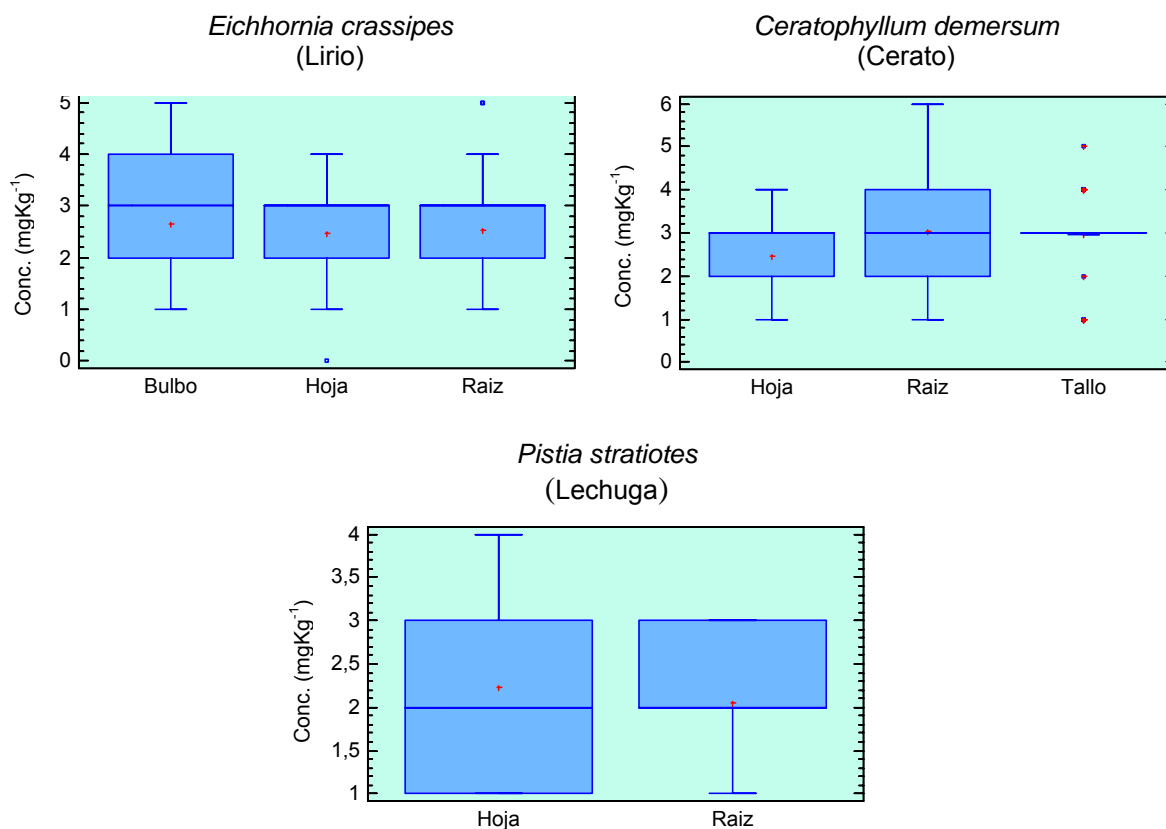 Eichhornia crassipes
(Lirio)
Conc. (mgKg-1)
5
4
3
2
1
0
Bulbo Hoja Raiz
Ceratophyllum demersum
(Cerato)
Conc. (mgKg-1)
6
5
4
3
2
1
0
Hoja Raiz Tallo
Pistia stratiotes
(Lechuga)
Conc. (mgKg-1)
4
3,5
3
2,5
2
1,5
1
Hoja Raiz